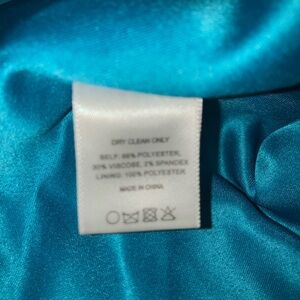 DRY CLEAN ONLY
SELF: 68% POLYESTER,
30% VISCOSE, 2% SPANDEX
LINING: 100% POLYESTER
MADE IN CHINA